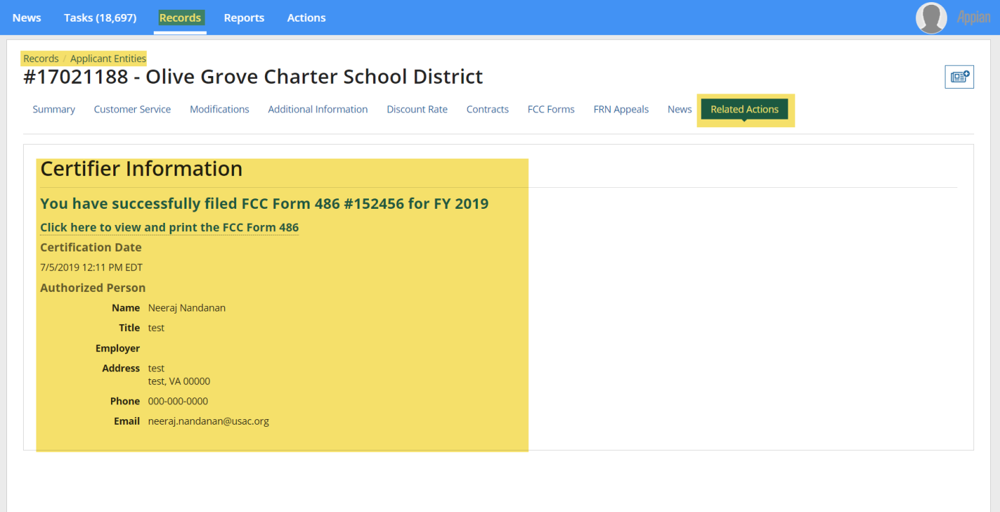 News Tasks (18,697) Records Reports Actions Appian
Records / Applicant Entities
#17021188 - Olive Grove Charter School District
Summary Customer Service Modifications Additional Information Discount Rate Contracts FCC Forms FRN Appeals News Related Actions
Certifier Information
You have successfully filed FCC Form 486 #152456 for FY 2019
Click here to view and print the FCC Form 486
Certification Date
7/5/2019 12:11 PM EDT
Authorized Person
Name Neeraj Nandanan
Title test
Employer
Address test
test, VA 00000
Phone 000-000-0000
Email neeraj.nandanan@usac.org